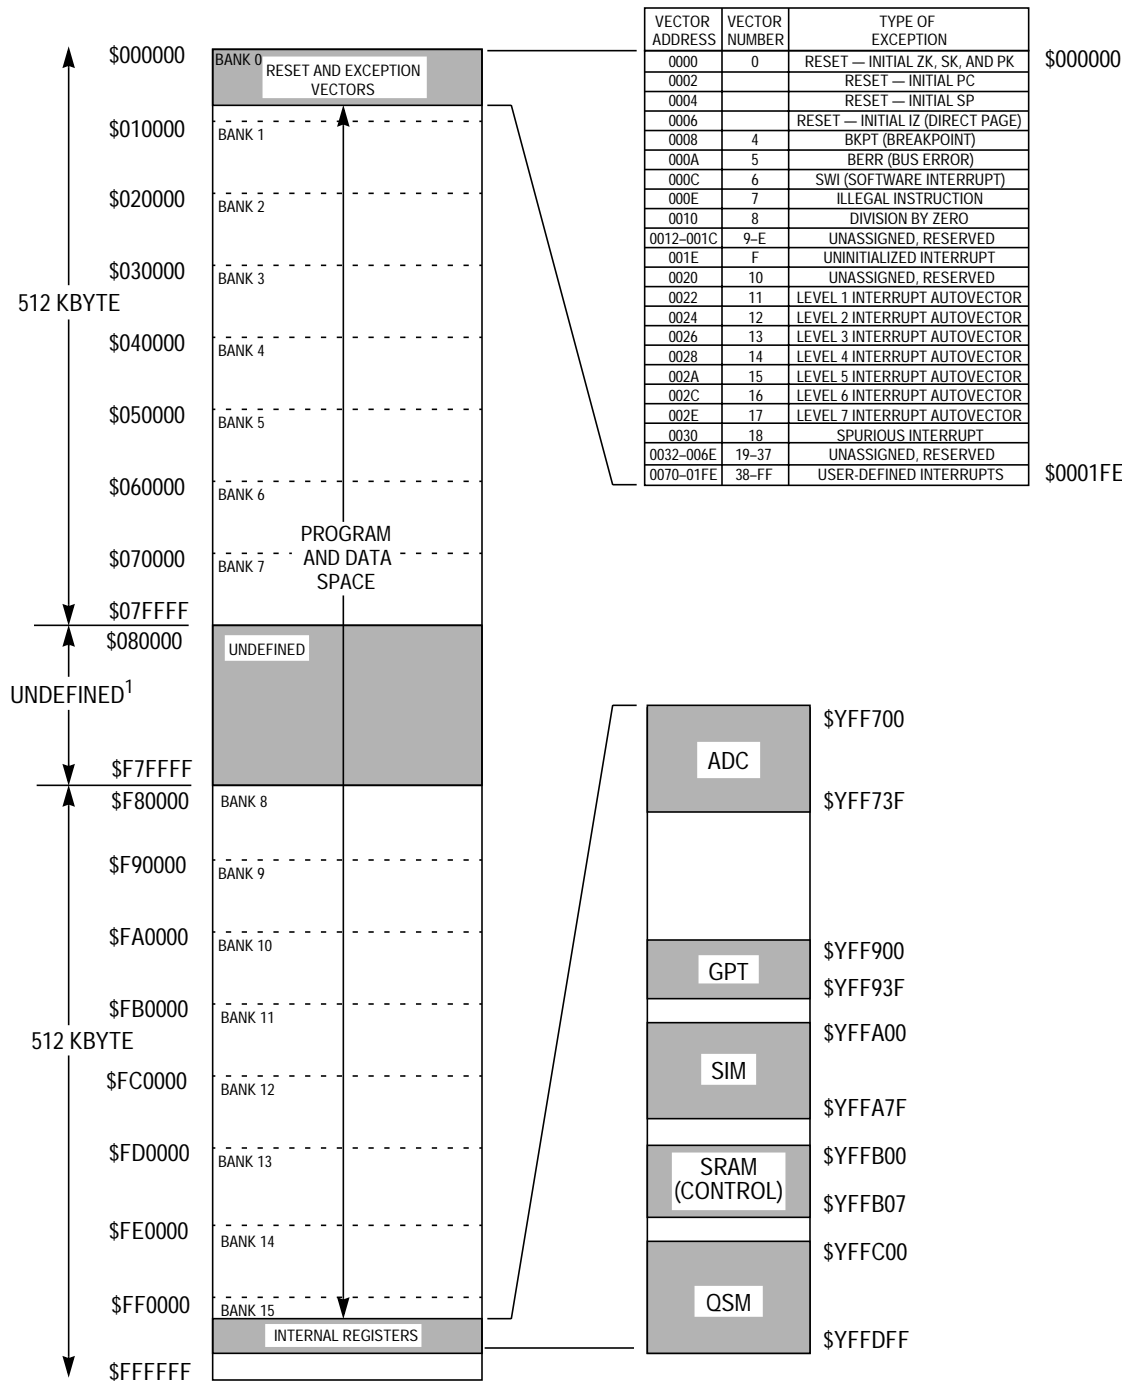 VECTOR ADDRESS VECTOR NUMBER TYPE OF EXCEPTION
0000 0 RESET — INITIAL ZK, SK, AND PK
0002 RESET — INITIAL PC
0004 RESET — INITIAL SP
0006 RESET — INITIAL IZ (DIRECT PAGE)
0008 4 BKPT (BREAKPOINT)
000A 5 BERR (BUS ERROR)
000C 6 SWI (SOFTWARE INTERRUPT)
000E 7 ILLEGAL INSTRUCTION
0010 8 DIVISION BY ZERO
0012–001C 9–E UNASSIGNED, RESERVED
001E F UNINITIALIZED INTERRUPT
0020 10 UNASSIGNED, RESERVED
0022 11 LEVEL 1 INTERRUPT AUTOVECTOR
0024 12 LEVEL 2 INTERRUPT AUTOVECTOR
0026 13 LEVEL 3 INTERRUPT AUTOVECTOR
0028 14 LEVEL 4 INTERRUPT AUTOVECTOR
002A 15 LEVEL 5 INTERRUPT AUTOVECTOR
002C 16 LEVEL 6 INTERRUPT AUTOVECTOR
002E 17 LEVEL 7 INTERRUPT AUTOVECTOR
0030 18 SPURIOUS INTERRUPT
0032–006E 19–37 UNASSIGNED, RESERVED
0070–01FE 38–FF USER-DEFINED INTERRUPTS
$000000
$0001FE
$000000
BANK 0
RESET AND EXCEPTION
VECTORS
$010000
BANK 1
$020000
BANK 2
$030000
BANK 3
512 KBYTE
$040000
BANK 4
$050000
BANK 5
$060000
BANK 6
PROGRAM
AND DATA
SPACE
$070000
BANK 7
$07FFFF
$080000
UNDEFINED
UNDEFINED1
$F7FFFF
$F80000
BANK 8
$F90000
BANK 9
$FA0000
BANK 10
$FB0000
BANK 11
512 KBYTE
$FC0000
BANK 12
$FD0000
BANK 13
$FE0000
BANK 14
$FF0000
BANK 15
INTERNAL REGISTERS
$FFFFFF
$YFF700
ADC
$YFF73F
$YFF900
GPT
$YFF93F
$YFFA00
SIM
$YFFA7F
$YFFB00
SRAM
(CONTROL)
$YFFB07
$YFFC00
QSM
$YFFDFF